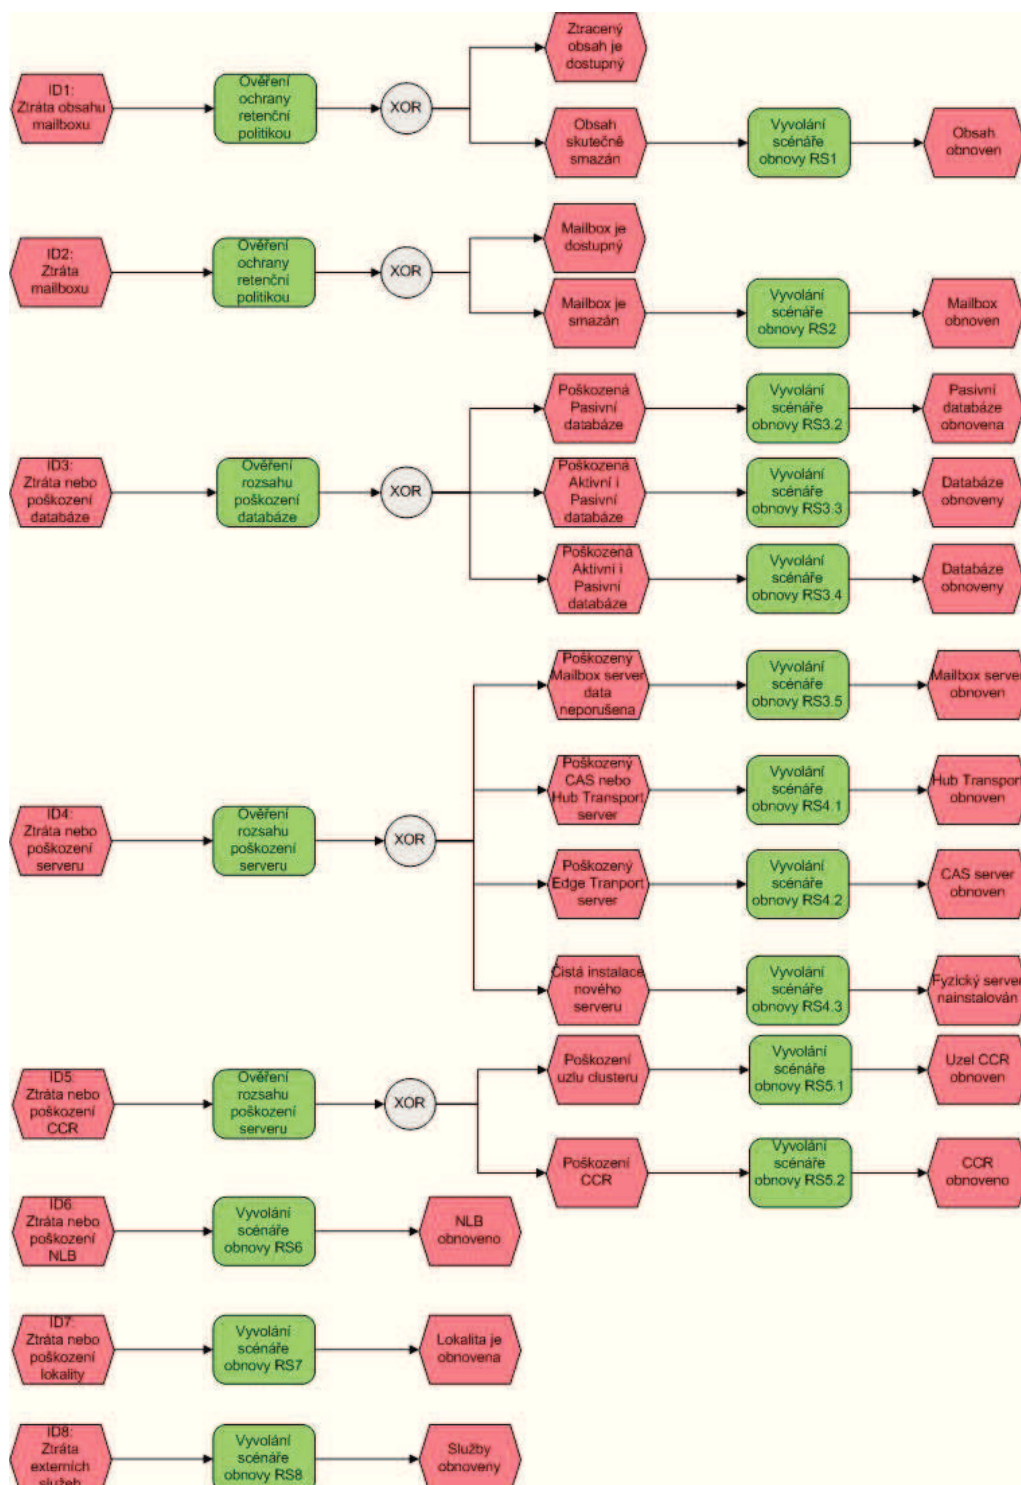 Ztracený
obsah je
dostupný
ID1:
Ztráta obsahu
mailboxu
Ověření
ochrany
retenční
politikou
XOR
Obsah
skutečně
smazán
Vyvolání
scénáře
obnovy RS1
Obsah
obnoven
Mailbox je
dostupný
ID2:
Ztráta
mailboxu
Ověření
ochrany
retenční
politikou
XOR
Mailbox je
smazán
Vyvolání
scénáře
obnovy RS2
Mailbox
obnoven
Poškozená
Pasivní
databáze
Vyvolání
scénáře
obnovy RS3.2
Pasivní
databáze
obnovena
ID3:
Ztráta nebo
poškození
databáze
Ověření
rozsahu
poškození
databáze
XOR
Poškozená
Aktivní i
Pasivní
databáze
Vyvolání
scénáře
obnovy RS3.3
Databáze
obnoveny
Poškozená
Aktivní i
Pasivní
databáze
Vyvolání
scénáře
obnovy RS3.4
Databáze
obnoveny
Poškozený
Mailbox server
data
neporušena
Vyvolání
scénáře
obnovy RS3.5
Mailbox server
obnoven
Poškozený
CAS nebo
Hub Transport
server
Vyvolání
scénáře
obnovy RS4.1
Hub Transport
obnoven
ID4:
Ztráta nebo
poškození
serveru
Ověření
rozsahu
poškození
serveru
XOR
Poškozený
Edge Tranport
server
Vyvolání
scénáře
obnovy RS4.2
CAS server
obnoven
Čistá instalace
nového
serveru
Vyvolání
scénáře
obnovy RS4.3
Fyzický server
nainstalován
ID5:
Ztráta nebo
poškození
CCR
Ověření
rozsahu
poškození
serveru
XOR
Poškození
uzlu clusteru
Vyvolání
scénáře
obnovy RS5.1
Uzel CCR
obnoven
Poškození
CCR
Vyvolání
scénáře
obnovy RS5.2
CCR
obnoveno
ID6:
Ztráta nebo
poškození
NLB
Vyvolání
scénáře
obnovy RS6
NLB
obnoveno
ID7:
Ztráta nebo
poškození
lokality
Vyvolání
scénáře
obnovy RS7
Lokalita je
obnovena
ID8:
Ztráta
externích
služeb
Vyvolání
scénáře
obnovy RS8
Služby
obnoveny